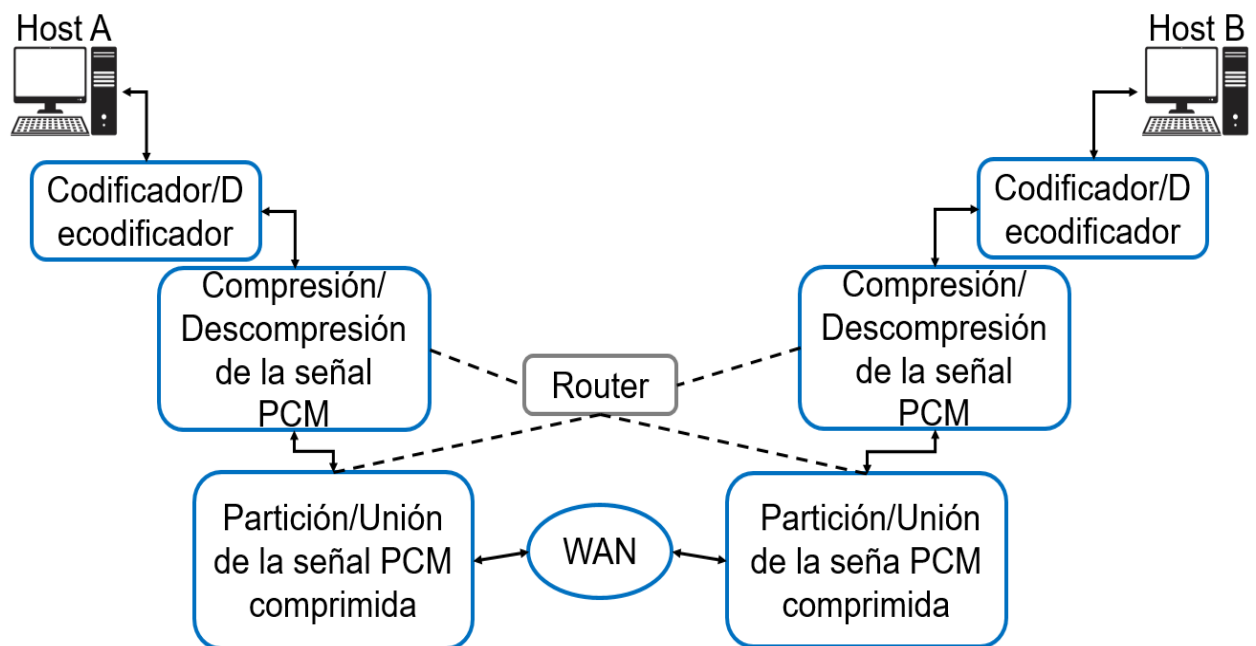 Host A
Host B
Codificador/D
ecodificador
Codificador/D
ecodificador
Compresión/
Descompresión
de la señal
PCM
Compresión/
Descompresión
de la señal
PCM
Router
Partición/Unión
de la señal PCM
comprimida
WAN
Partición/Unión
de la seña PCM
comprimida